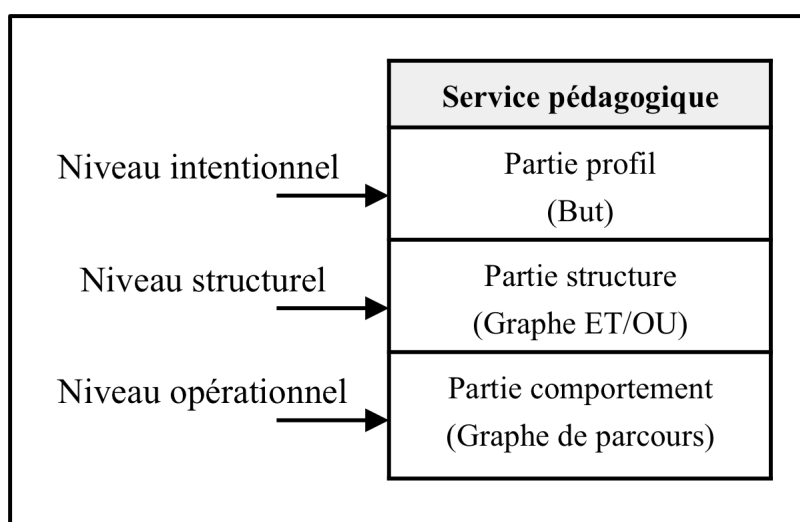 Service pédagogique
Niveau intentionnel
Partie profil
(But)
Niveau structurel
Partie structure
(Graphe ET/OU)
Niveau opérationnel
Partie comportement
(Graphe de parcours)